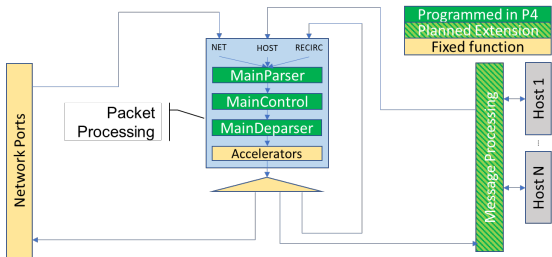 Programmed in P4
Planned Extension
Fixed function
NET HOST RECIRC
MainParser
MainControl
MainDeparser
Accelerators
Packet
Processing
Network Ports
Message Processing
Host 1
Host N